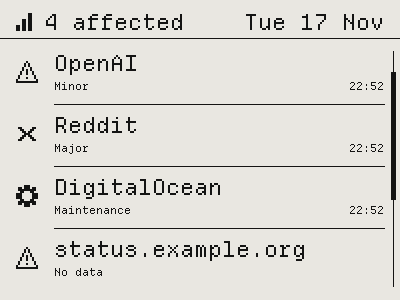 4 affected Tue 17 Nov
OpenAI
Minor 22:52
Reddit
Major 22:52
DigitalOcean
Maintenance 22:52
status.example.org
No data